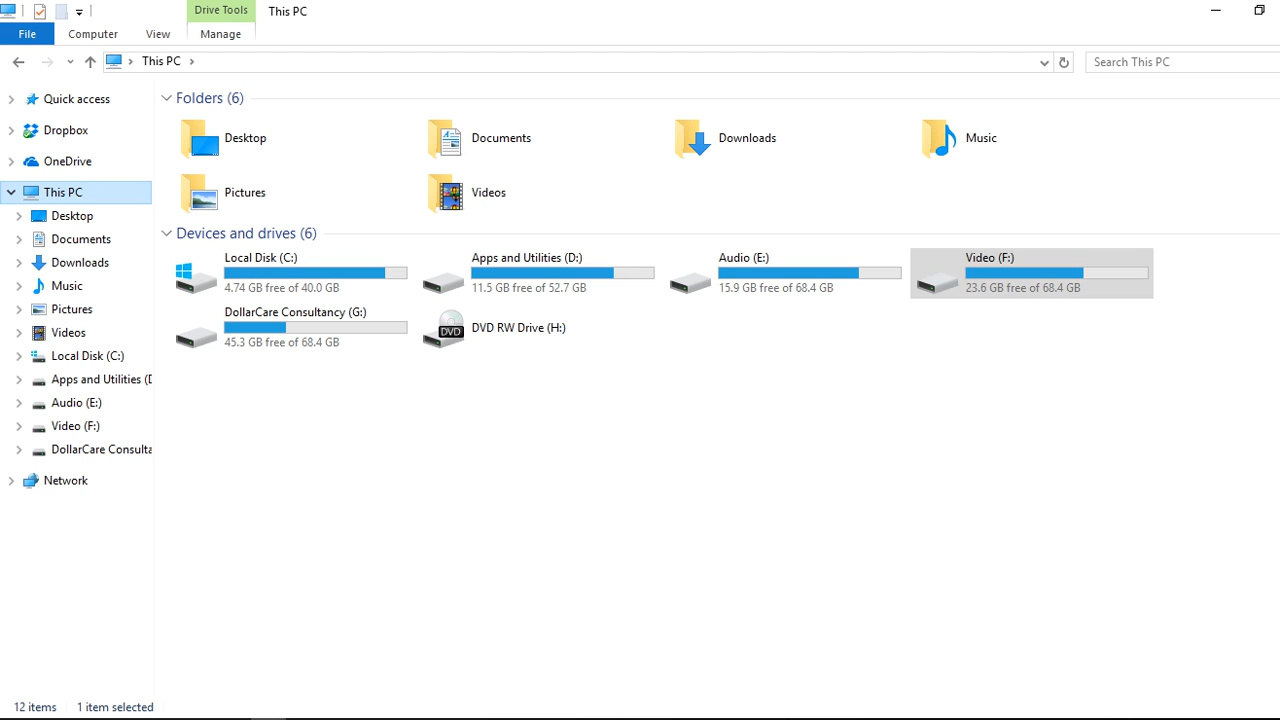 Drive Tools
This PC
File
Computer
View
Manage
This PC
Search This PC
Quick access
Dropbox
OneDrive
This PC
Desktop
Documents
Downloads
Music
Pictures
Videos
Local Disk (C:)
Apps and Utilities (D
Audio (E:)
Video (F:)
DollarCare Consulta
Network
Folders (6)
Desktop
Documents
Downloads
Music
Pictures
Videos
Devices and drives (6)
Local Disk (C:)
4.74 GB free of 40.0 GB
Apps and Utilities (D:)
11.5 GB free of 52.7 GB
Audio (E:)
15.9 GB free of 68.4 GB
Video (F:)
23.6 GB free of 68.4 GB
DollarCare Consultancy (G:)
45.3 GB free of 68.4 GB
DVD
DVD RW Drive (H:)
12 items
1 item selected